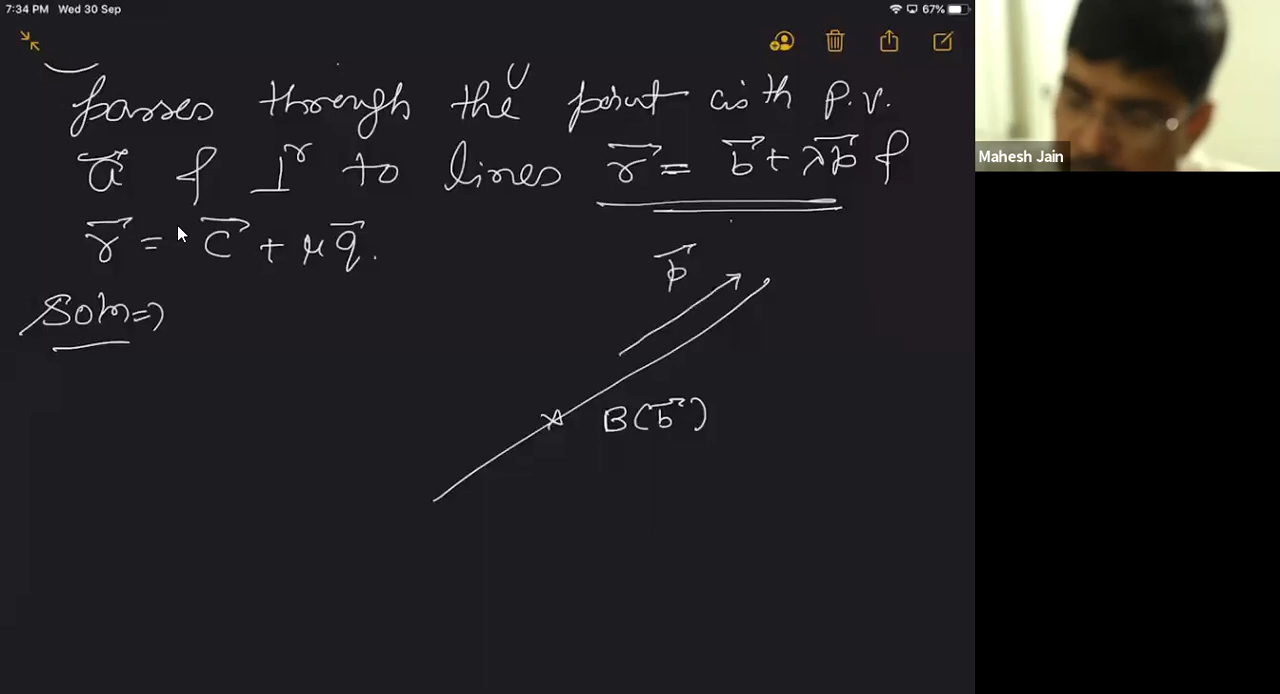 7:34 PM Wed 30 Sep
67%
passes through the point with p.v.
a⃗ & ⊥r to lines r⃗ = b⃗ + λp⃗ &
r⃗ = c⃗ + μq⃗.
Soln ⇒
p⃗
B(b⃗)
Mahesh Jain